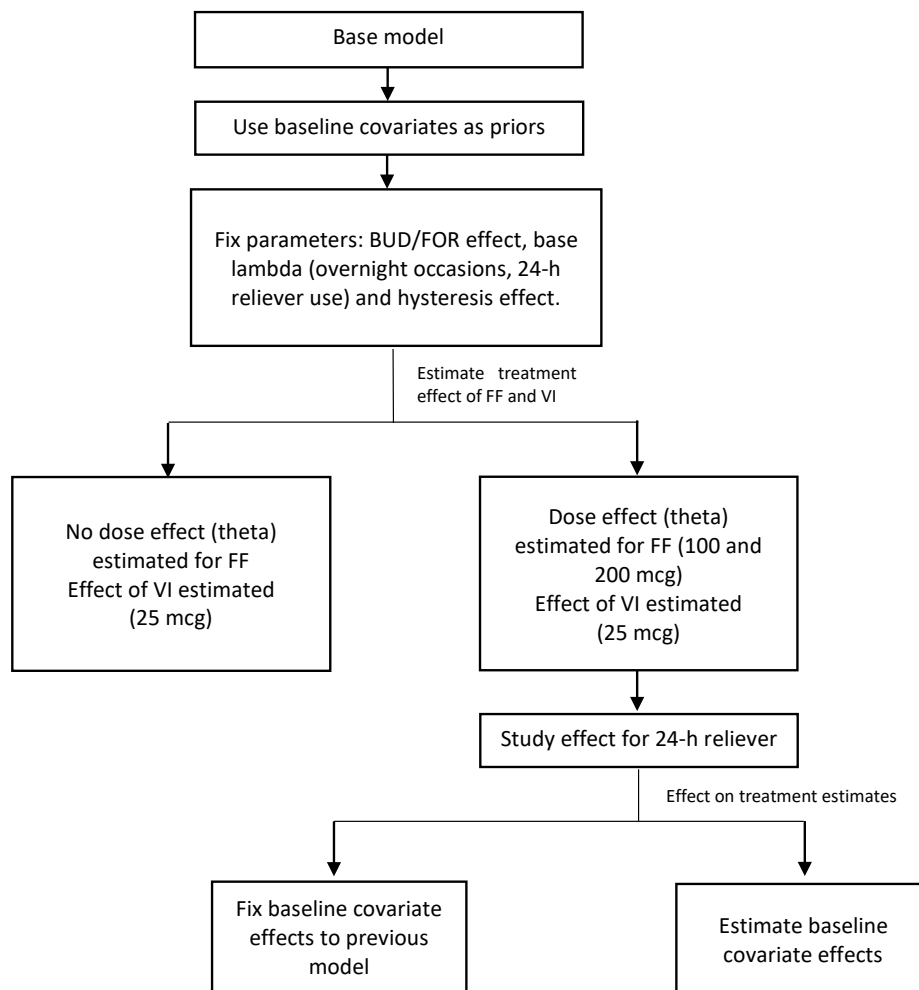 Base model
Use baseline covariates as priors
Fix parameters: BUD/FOR effect, base
lambda (overnight occasions, 24-h
reliever use) and hysteresis effect.
Estimate treatment
effect of FF and VI
No dose effect (theta)
estimated for FF
Effect of VI estimated
(25 mcg)
Dose effect (theta)
estimated for FF (100 and
200 mcg)
Effect of VI estimated
(25 mcg)
Study effect for 24-h reliever
Effect on treatment estimates
Fix baseline covariate
effects to previous
model
Estimate baseline
covariate effects